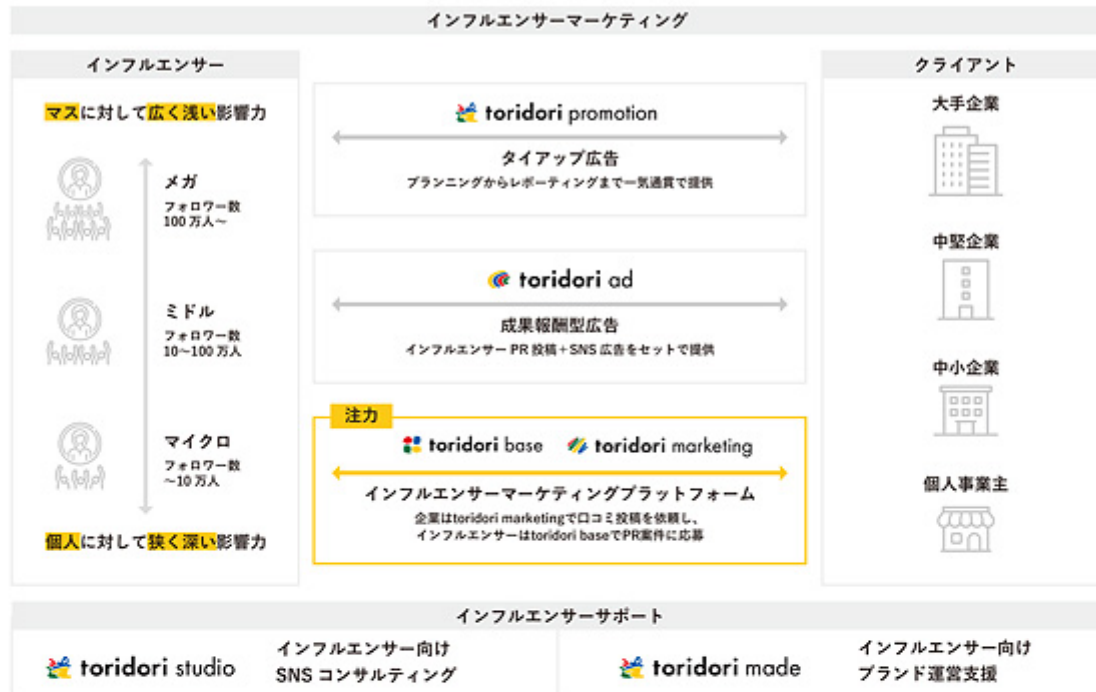 インフルエンサーマーケティング
インフルエンサー
マスに対して広く浅い影響力
メガ
フォロワー数
100万人～
ミドル
フォロワー数
10～100万人
マイクロ
フォロワー数
～10万人
個人に対して狭く深い影響力
toridori promotion
タイアップ広告
プランニングからレポーティングまで一気通貫で提供
toridori ad
成果報酬型広告
インフルエンサーPR投稿＋SNS広告をセットで提供
注力
toridori base toridori marketing
インフルエンサーマーケティングプラットフォーム
企業はtoridori marketingで口コミ投稿を依頼し、
インフルエンサーはtoridori baseでPR案件に応募
クライアント
大手企業
中堅企業
中小企業
個人事業主
インフルエンサーサポート
toridori studio
インフルエンサー向け
SNSコンサルティング
toridori made
インフルエンサー向け
ブランド運営支援